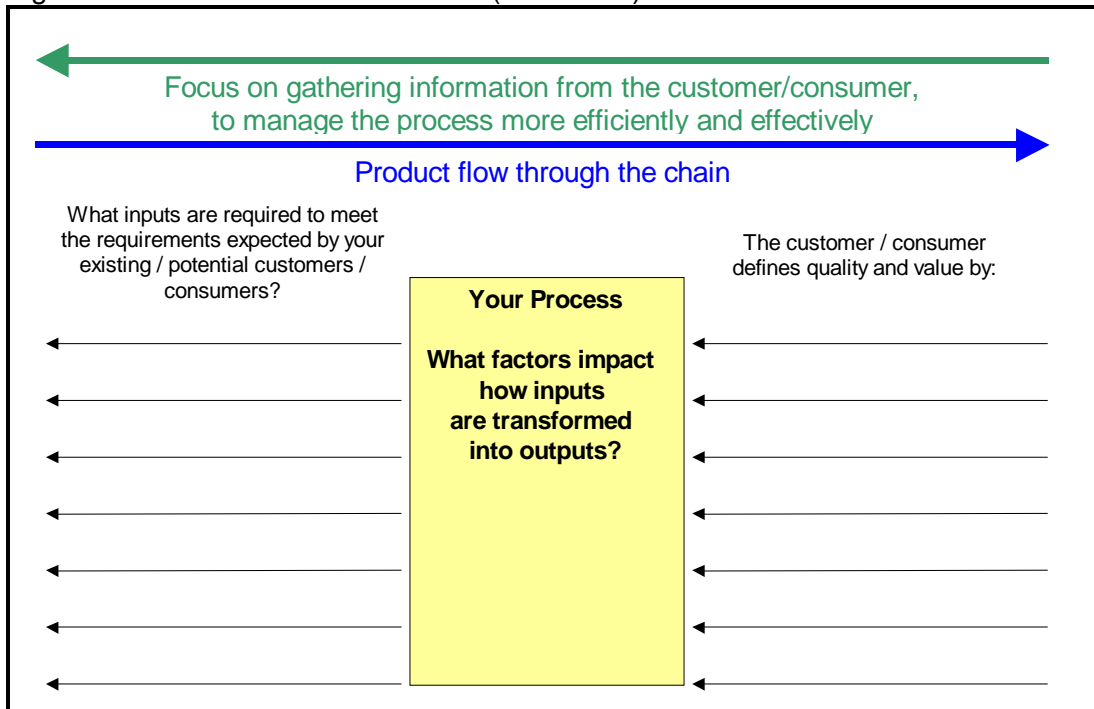 Focus on gathering information from the customer/consumer,
to manage the process more efficiently and effectively
Product flow through the chain
What inputs are required to meet
the requirements expected by your
existing / potential customers /
consumers?
The customer / consumer
defines quality and value by:
Your Process
What factors impact
how inputs
are transformed
into outputs?